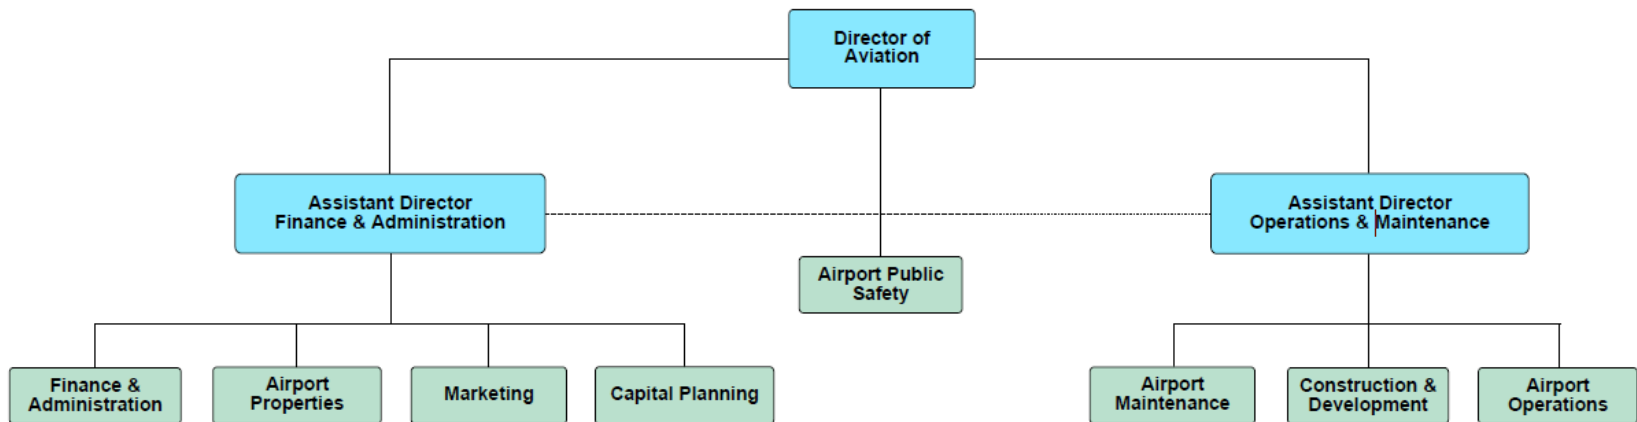 Director of
Aviation
Assistant Director
Finance & Administration
Assistant Director
Operations & Maintenance
Airport Public
Safety
Finance &
Administration
Airport
Properties
Marketing
Capital Planning
Airport
Maintenance
Construction &
Development
Airport
Operations